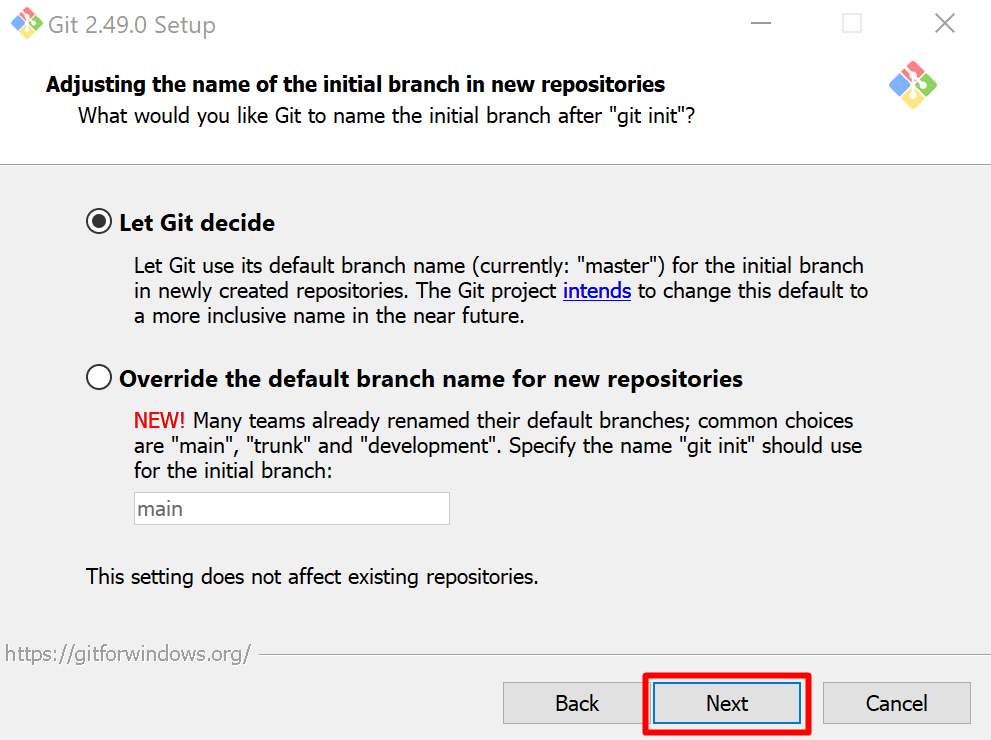 Git 2.49.0 Setup
Adjusting the name of the initial branch in new repositories
What would you like Git to name the initial branch after "git init"?
Let Git decide
Let Git use its default branch name (currently: "master") for the initial branch
in newly created repositories. The Git project intends to change this default to
a more inclusive name in the near future.
Override the default branch name for new repositories
NEW! Many teams already renamed their default branches; common choices
are "main", "trunk" and "development". Specify the name "git init" should use
for the initial branch:
main
This setting does not affect existing repositories.
https://gitforwindows.org/
Back Next Cancel